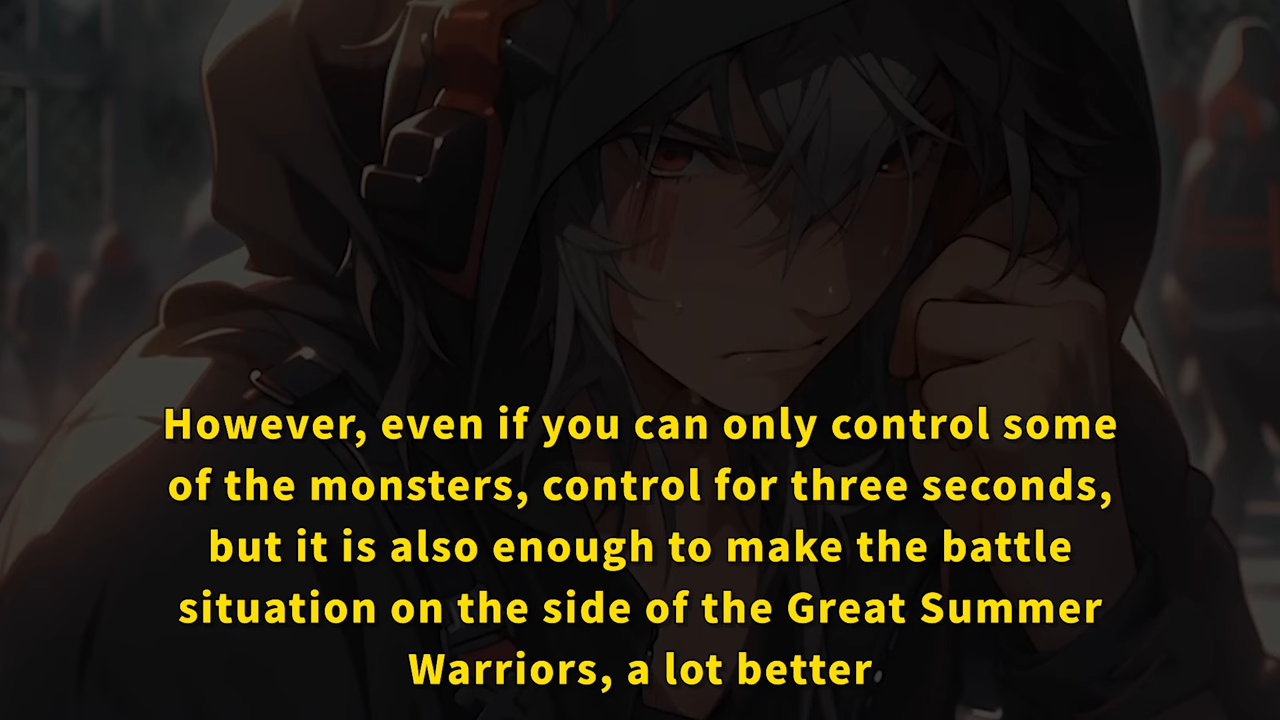 However, even if you can only control some
of the monsters, control for three seconds,
but it is also enough to make the battle
situation on the side of the Great Summer
Warriors, a lot better.